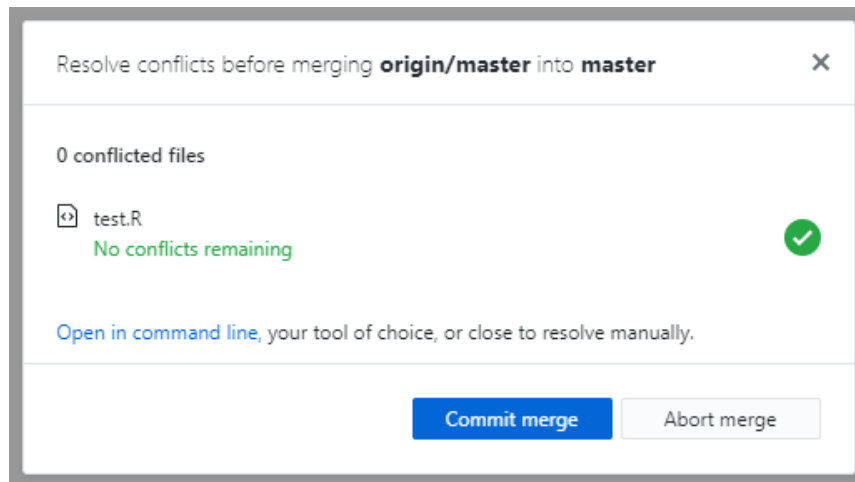 Resolve conflicts before merging origin/master into master
0 conflicted files
test.R
No conflicts remaining
Open in command line, your tool of choice, or close to resolve manually.
Commit merge
Abort merge